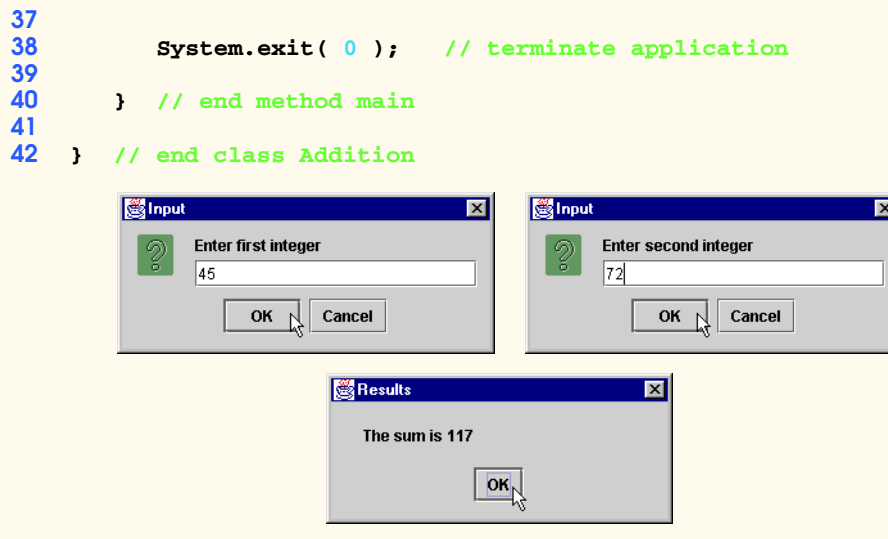 37
38 System.exit( 0 ); // terminate application
39
40 } // end method main
41
42 } // end class Addition
Input
Enter first integer
45
OK Cancel
Input
Enter second integer
72
OK Cancel
Results
The sum is 117
OK